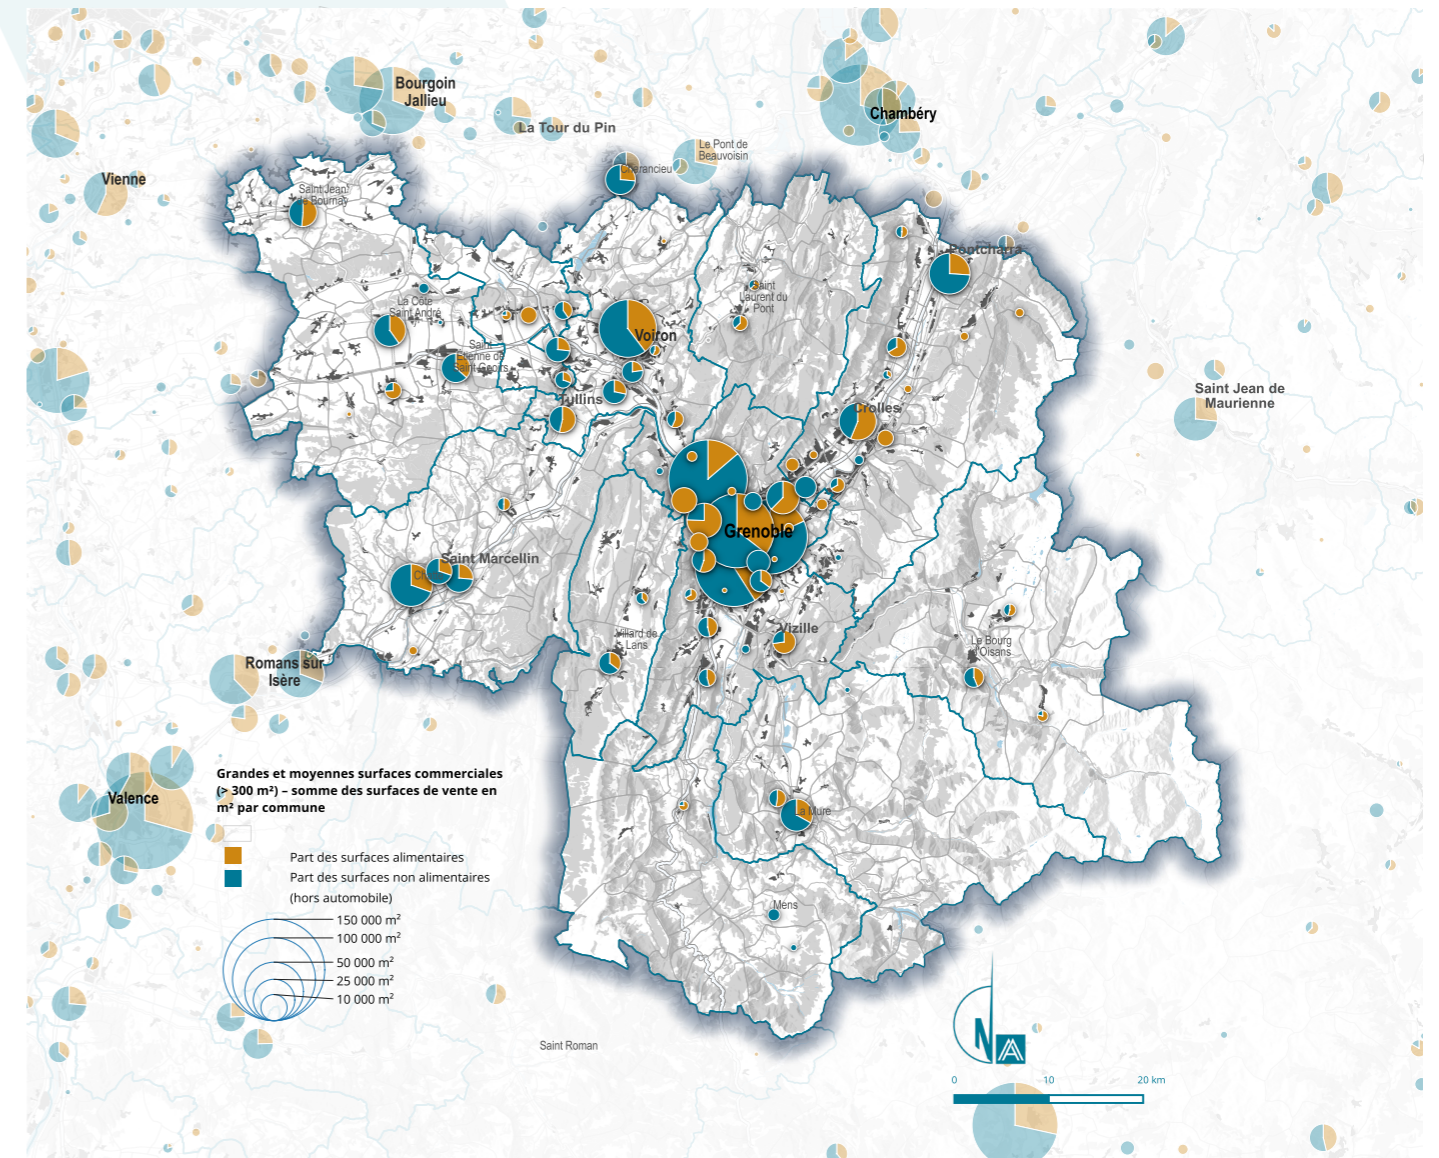 Bourgoin
Jallieu
Chambéry
La Tour du Pin
Le Pont de
Beauvoisin
Vienne
Saint Jean
de Bournay
Pontcharra
La Côte
Saint André
Saint
Laurent du
Pont
Voiron
Saint
Etienne de
Saint Geoirs
Tullins
Crolles
Saint Jean de
Maurienne
Grenoble
Saint Marcellin
Vizille
Villard de
Lans
Le Bourg
d'Oisans
Romans sur
Isère
Valence
La Mure
Mens
Saint Roman
Grandes et moyennes surfaces commerciales
(> 300 m²) – somme des surfaces de vente en
m² par commune
Part des surfaces alimentaires
Part des surfaces non alimentaires
(hors automobile)
150 000 m²
100 000 m²
50 000 m²
25 000 m²
10 000 m²
N
0 10 20 km